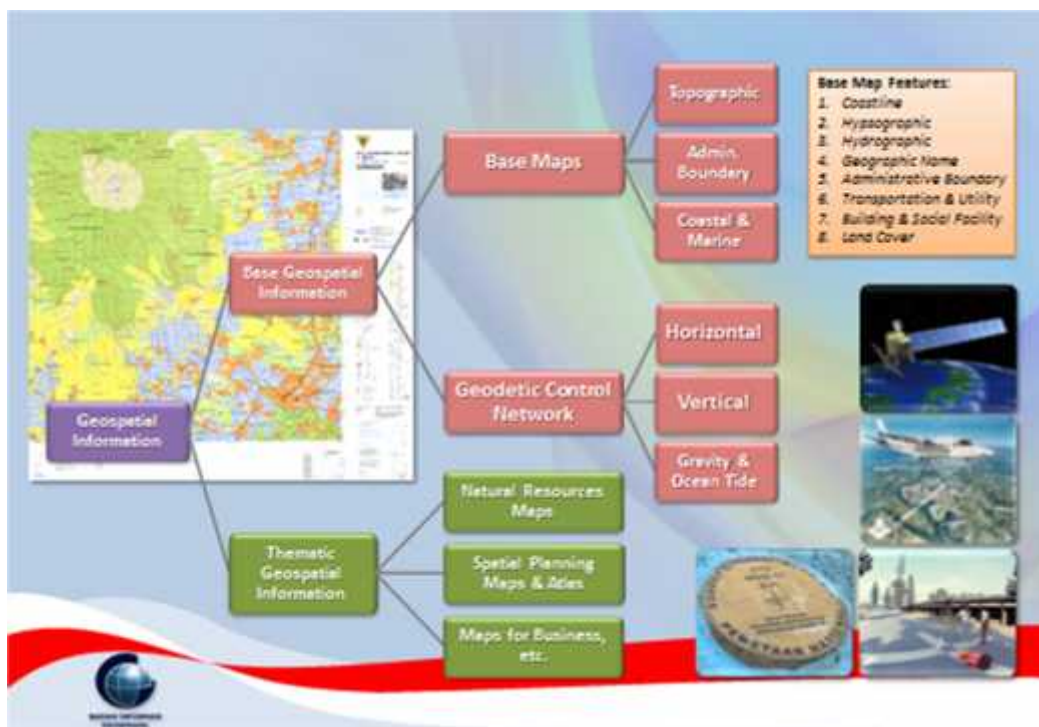 Topographic
Admin.
Boundary
Coastal &
Marine
Base Maps
Base Map Features:
1. Coastline
2. Hypsographic
3. Hydrographic
4. Geographic Name
5. Administrative Boundary
6. Transportation & Utility
7. Building & Social Facility
8. Land Cover
Base Geospatial
Information
Geospatial
Information
Geodetic Control
Network
Horizontal
Vertical
Gravity &
Ocean Tide
Thematic
Geospatial
Information
Natural Resources
Maps
Spatial Planning
Maps & Atlas
Maps for Business,
etc.